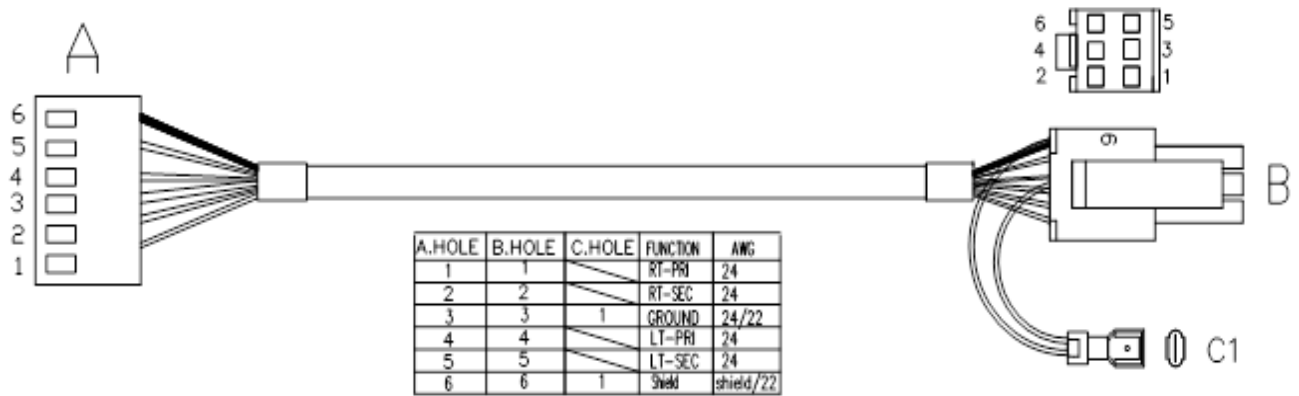 A
6
5
4
3
2
1
6 5
4 3
2 1
6
B
C1
A.HOLE B.HOLE C.HOLE FUNCTION AWG
1 1 RT-PRI 24
2 2 RT-SEC 24
3 3 1 GROUND 24/22
4 4 LT-PRI 24
5 5 LT-SEC 24
6 6 1 Shield shield/22